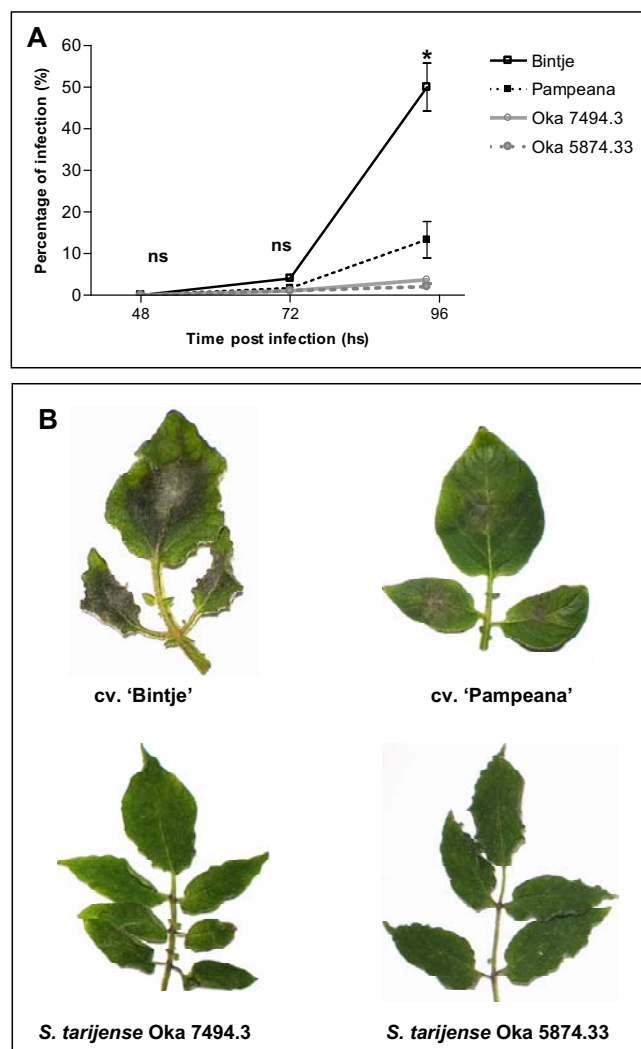 A
Percentage of infection (%)
60
50
40
30
20
10
0
ns
ns
*
48
72
96
Time post infection (hs)
Bintje
Pampeana
Oka 7494.3
Oka 5874.33
B
cv. ‘Bintje’
cv. ‘Pampeana’
S. tarijense Oka 7494.3
S. tarijense Oka 5874.33